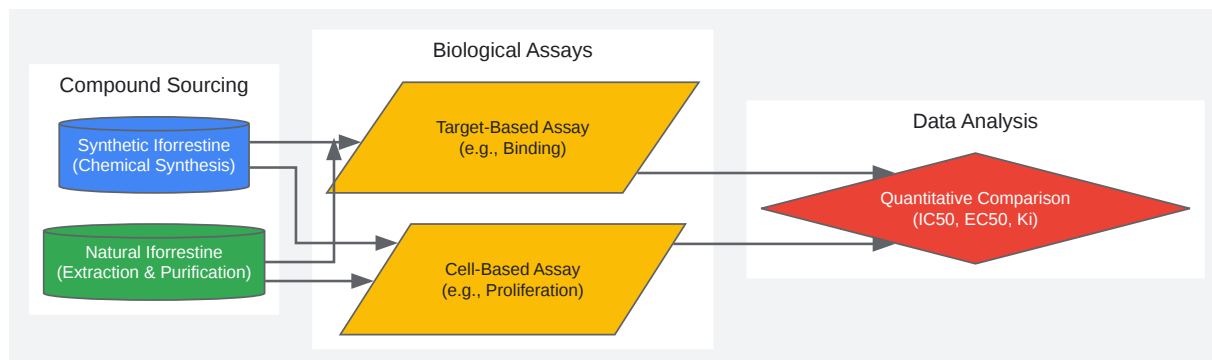 Compound Sourcing
Synthetic Iforrestine
(Chemical Synthesis)
Natural Iforrestine
(Extraction & Purification)
Biological Assays
Target-Based Assay
(e.g., Binding)
Cell-Based Assay
(e.g., Proliferation)
Data Analysis
Quantitative Comparison
(IC50, EC50, Ki)